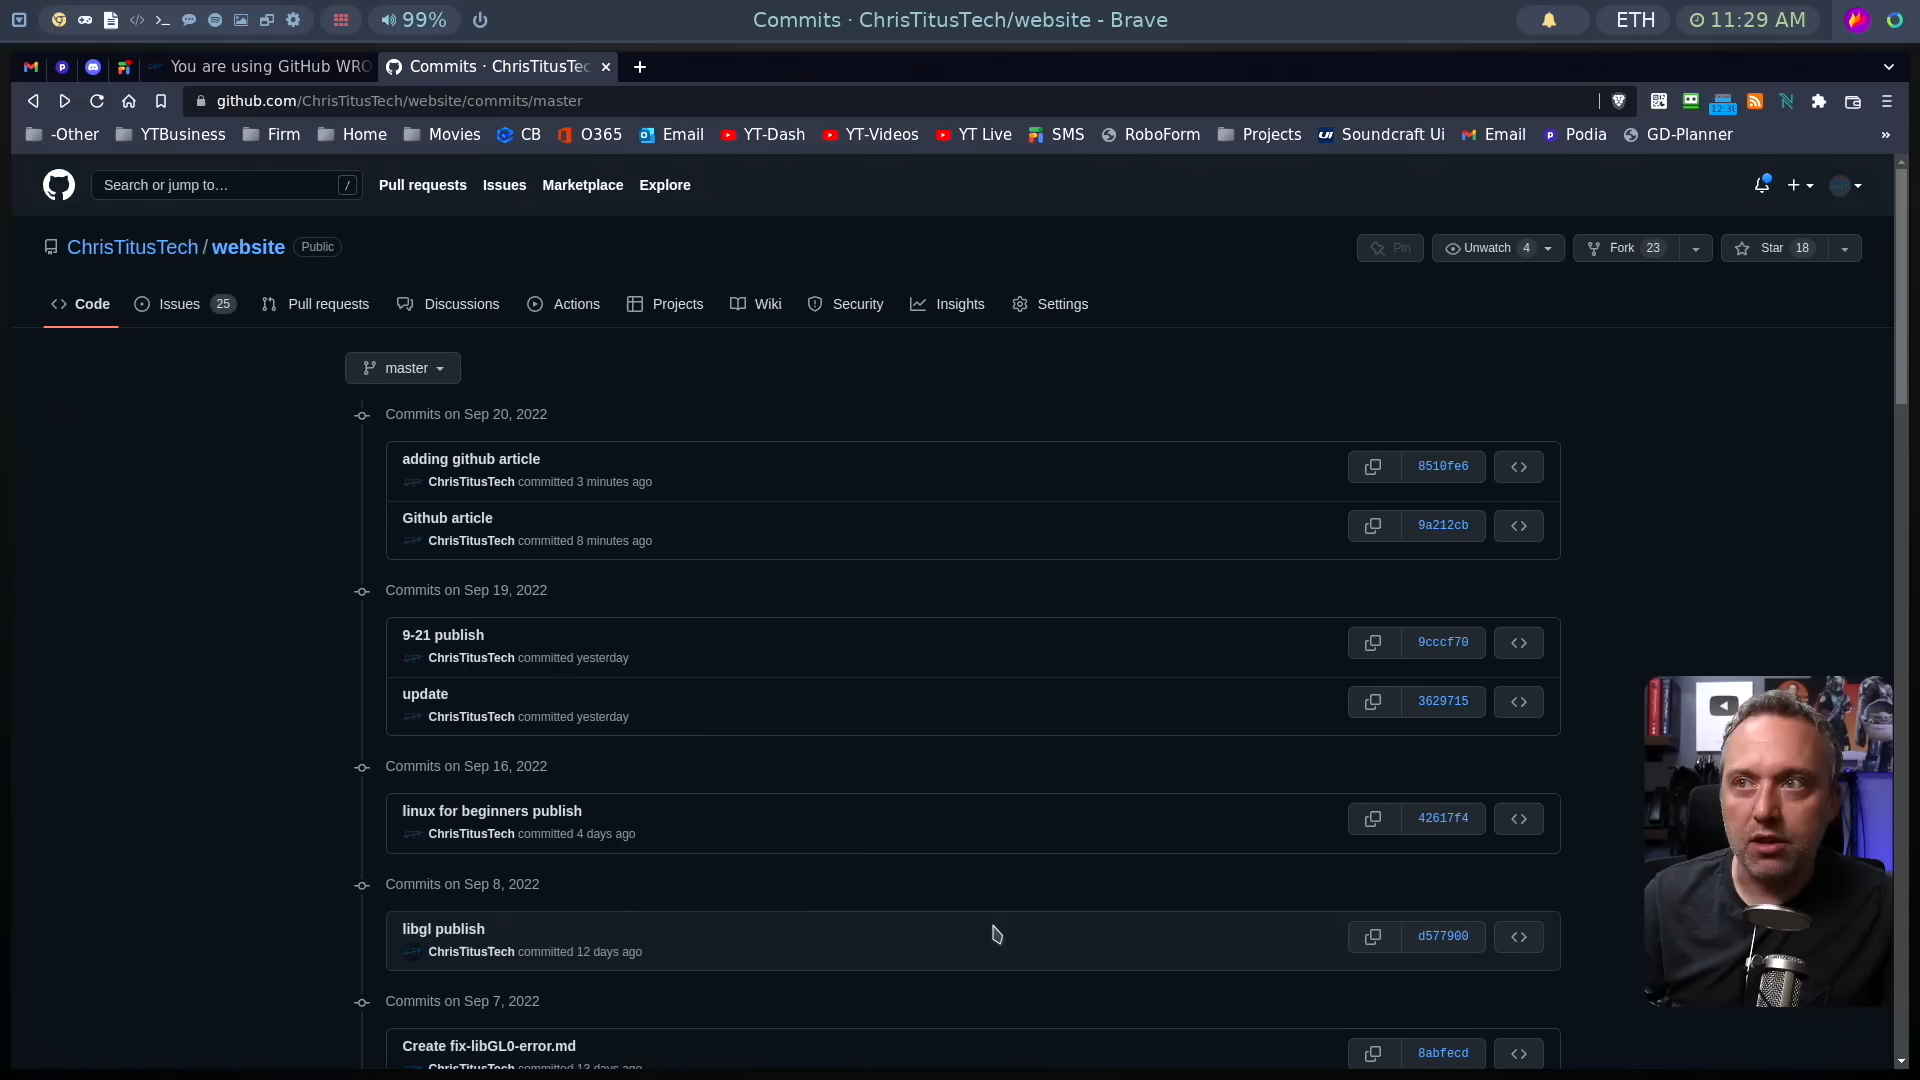 99%
Commits · ChrisTitusTech/website - Brave
ETH
11:29 AM
You are using GitHub WRO
Commits · ChrisTitusTec
github.com/ChrisTitusTech/website/commits/master
12:30
-Other
YTBusiness
Firm
Home
Movies
CB
O365
Email
YT-Dash
YT-Videos
YT Live
SMS
RoboForm
Projects
Soundcraft Ui
Email
Podia
GD-Planner
»
Search or jump to…
/
Pull requests
Issues
Marketplace
Explore
ChrisTitusTech / website
Public
Pin
Unwatch 4
Fork 23
Star 18
Code
Issues 25
Pull requests
Discussions
Actions
Projects
Wiki
Security
Insights
Settings
master
Commits on Sep 20, 2022
adding github article
ChrisTitusTech committed 3 minutes ago
8510fe6
Github article
ChrisTitusTech committed 8 minutes ago
9a212cb
Commits on Sep 19, 2022
9-21 publish
ChrisTitusTech committed yesterday
9cccf70
update
ChrisTitusTech committed yesterday
3629715
Commits on Sep 16, 2022
linux for beginners publish
ChrisTitusTech committed 4 days ago
42617f4
Commits on Sep 8, 2022
libgl publish
ChrisTitusTech committed 12 days ago
d577900
Commits on Sep 7, 2022
Create fix-libGL0-error.md
ChrisTitusTech committed 13 days ago
8abfecd